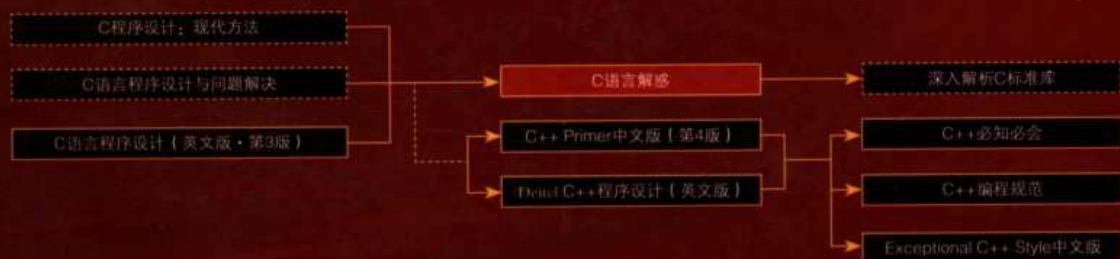 C程序设计：现代方法
C语言程序设计与问题解决
C语言程序设计（英文版·第3版）
C语言解惑
C++ Primer中文版（第4版）
Deitel C++程序设计（英文版）
深入解析C标准库
C++必知必会
C++编程规范
Exceptional C++ Style中文版